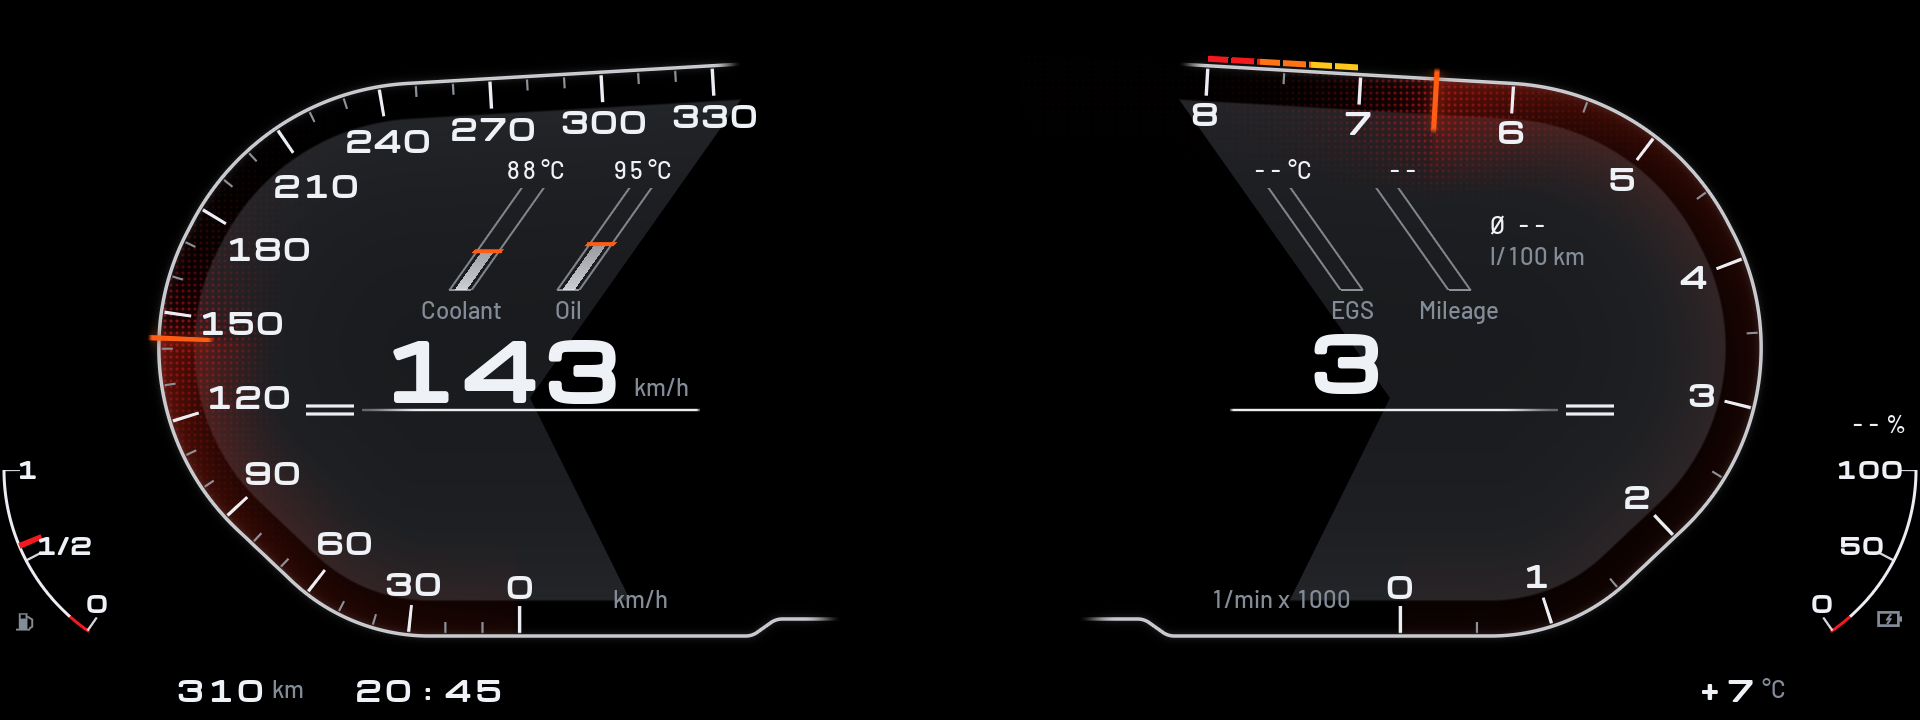 240 270 300 330
8 7 6
88 °C 95 °C
-- °C --
210
5
Ø --
180
l/100 km
4
Coolant Oil
EGS Mileage
150
143 km/h
3
120
3
90
2
-- %
1
100
1/2
50
60
30 0 km/h
1/min x 1000 0 1
0
0
310 km 20 : 45
+ 7 °C